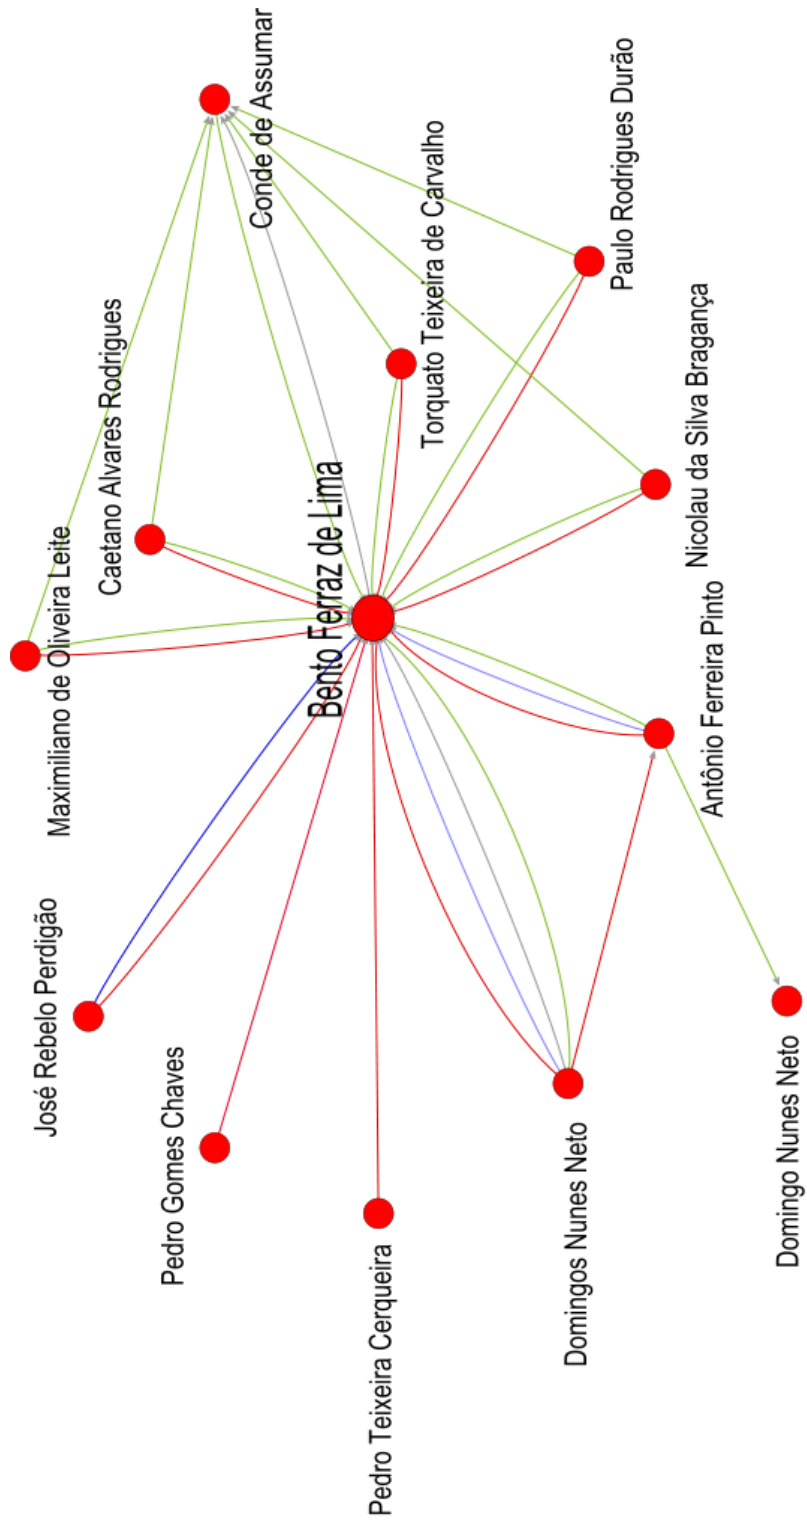 Pedro Teixeira Cerqueira
José Rebelo Perdigão
Pedro Gomes Chaves
Domingos Nunes Neto
Domingo Nunes Neto
Maximiliano de Oliveira Leite
Caetano Alvares Rodrigues
Bento Ferraz de Lima
Antônio Ferreira Pinto
Conde de Assumar
Torquato Teixeira de Carvalho
Nicolau da Silva Bragança
Paulo Rodrigues Durão